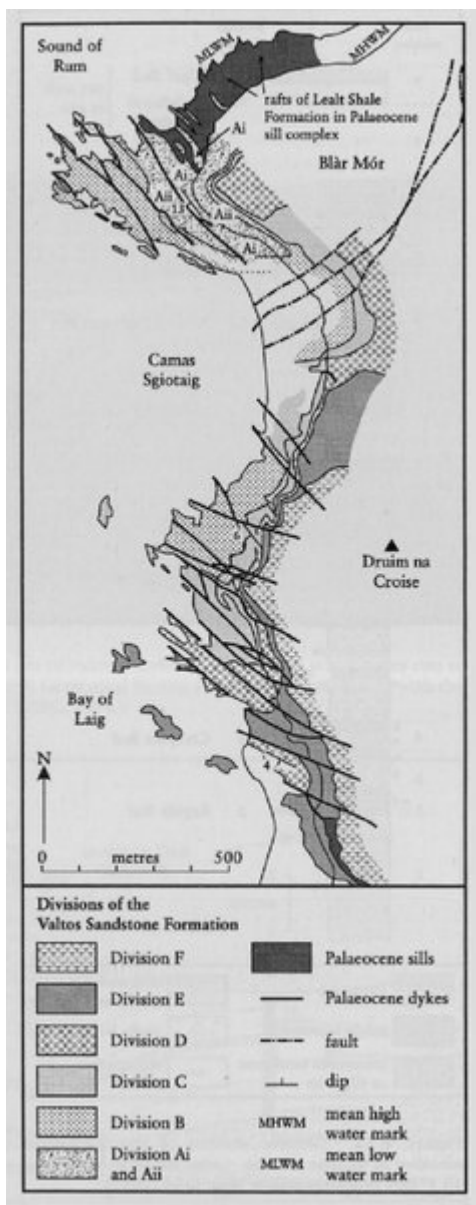 Sound of
Rum
MLWM
MHWM
rafts of Lealt Shale
Formation in Palaeocene
sill complex
Ai
Blàr Mór
Ai
Aii
Aii
Ai
Camas
Sgiotaig
6
Druim na
Croise
Bay of
Laig
N
4
0 metres 500
Divisions of the
Valtos Sandstone Formation
Division F
Division E
Division D
Division C
Division B
Division Ai
and Aii
Palaeocene sills
Palaeocene dykes
fault
dip
MHWM mean high
water mark
MLWM mean low
water mark